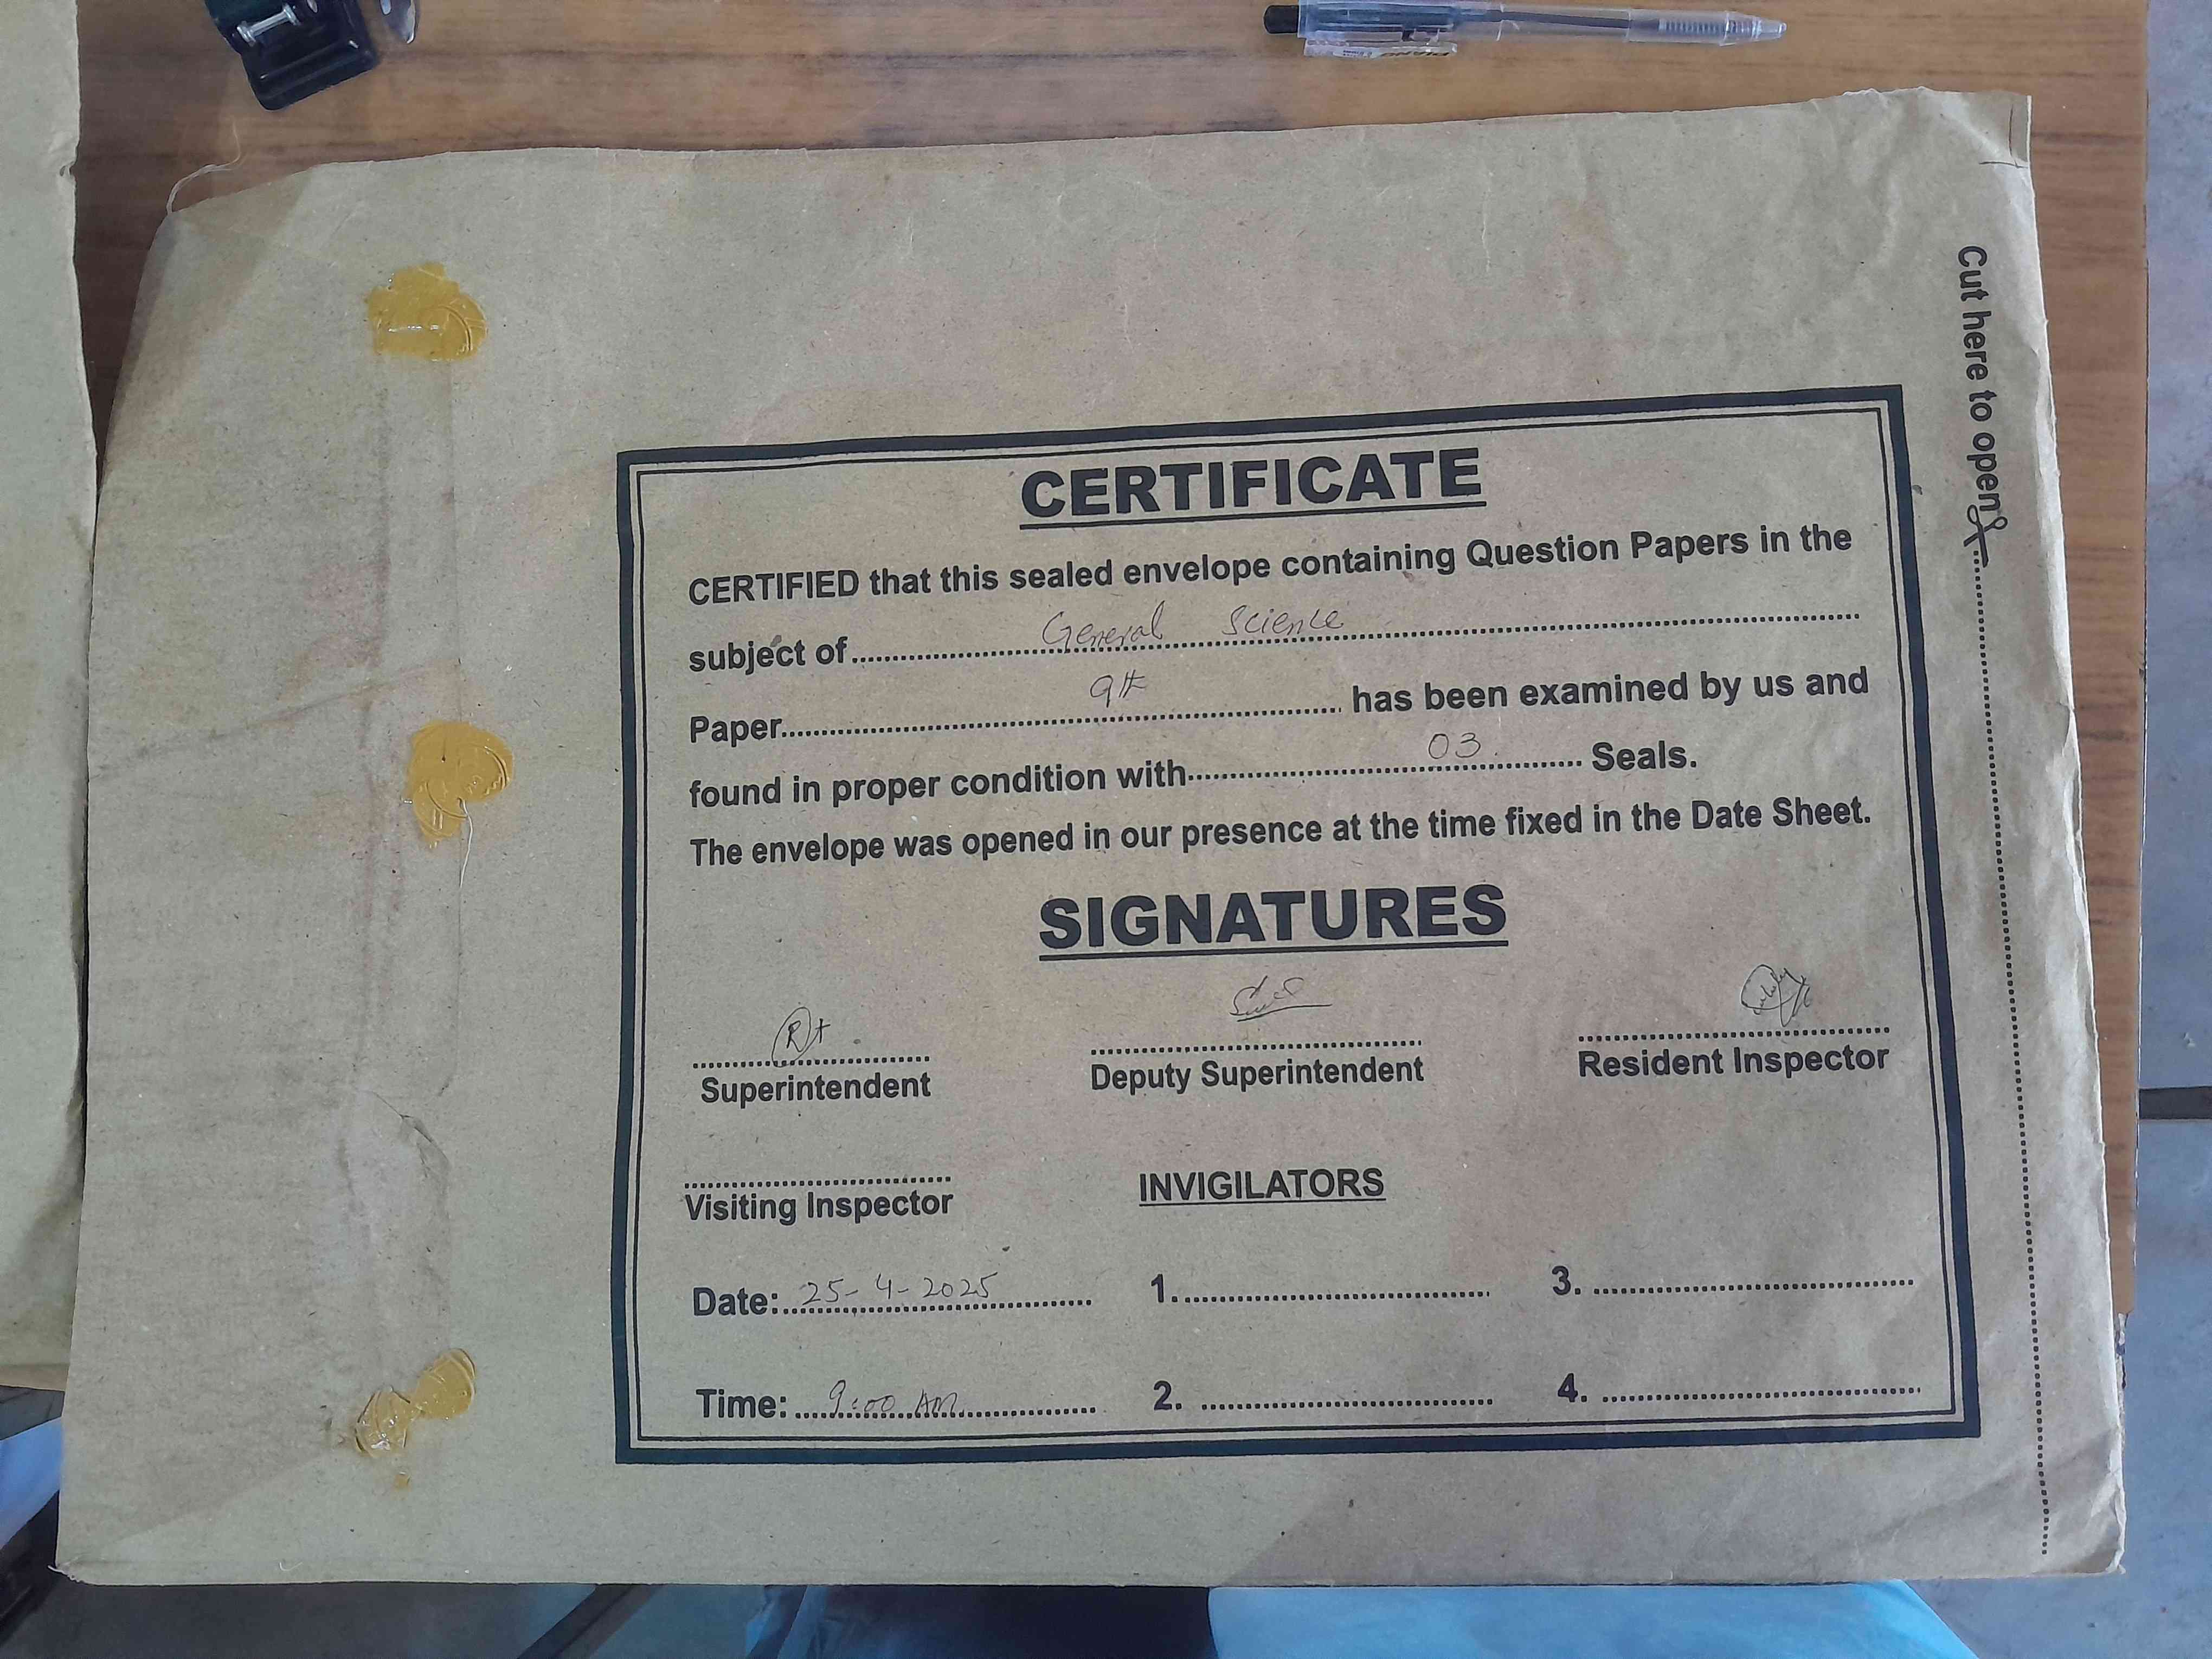 Cut here to open
CERTIFICATE
CERTIFIED that this sealed envelope containing Question Papers in the
subject of General Science
Paper 9th has been examined by us and
found in proper condition with 03 Seals.
The envelope was opened in our presence at the time fixed in the Date Sheet.
SIGNATURES
Superintendent Deputy Superintendent Resident Inspector
Visiting Inspector INVIGILATORS
Date: 25-4-2025 1. 3.
Time: 9:00 AM 2. 4.